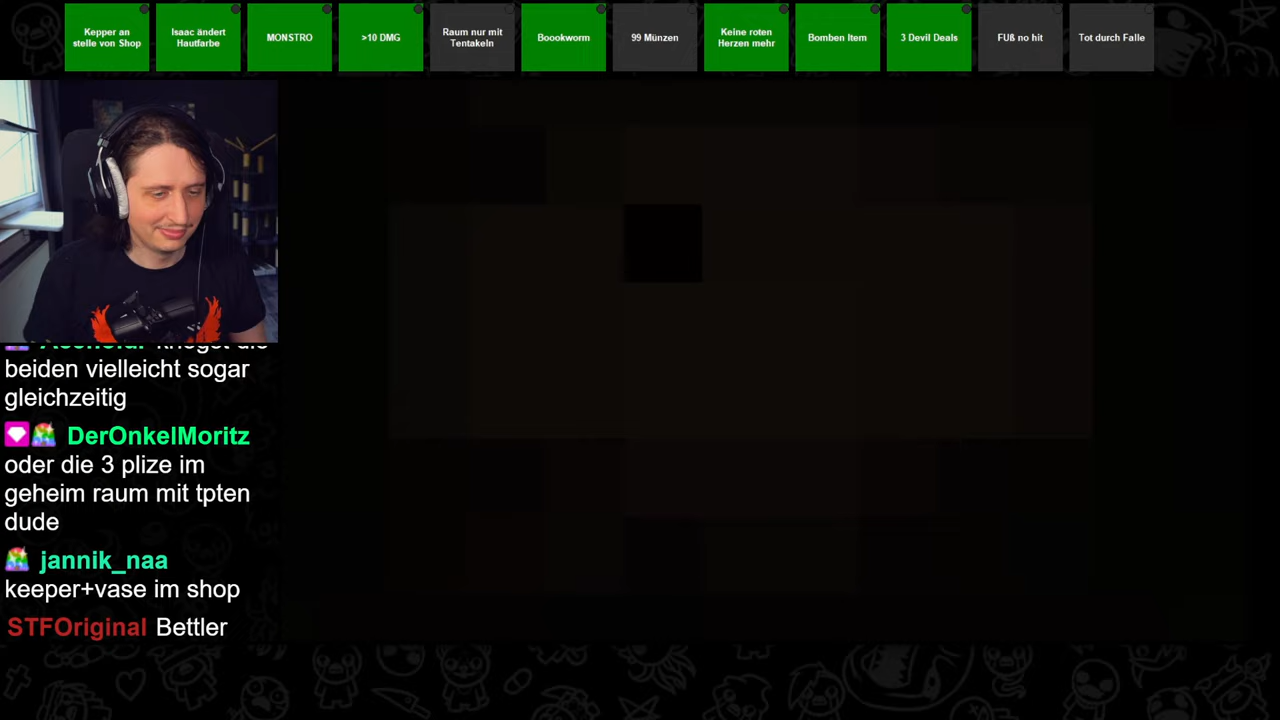 Kepper an
stelle von Shop
Isaac ändert
Hautfarbe
MONSTRO
>10 DMG
Raum nur mit
Tentakeln
Boookworm
99 Münzen
Keine roten
Herzen mehr
Bomben Item
3 Devil Deals
FUß no hit
Tot durch Falle
beiden vielleicht sogar
gleichzeitig
DerOnkelMoritz
oder die 3 plize im
geheim raum mit tpten
dude
jannik_naa
keeper+vase im shop
STFOriginal Bettler